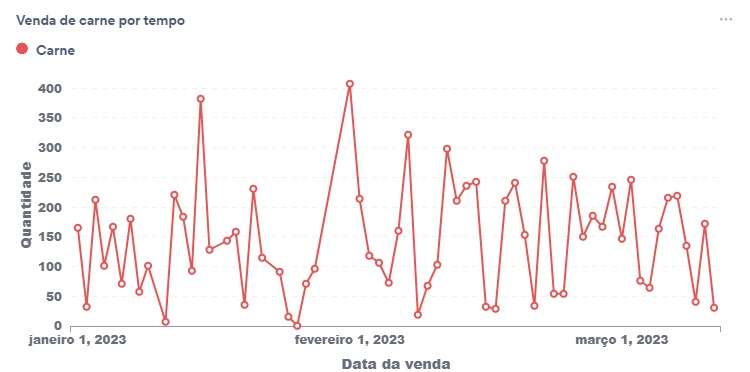 Venda de carne por tempo
Carne
400
350
300
250
200
150
100
50
0
Quantidade
janeiro 1, 2023
fevereiro 1, 2023
março 1, 2023
Data da venda